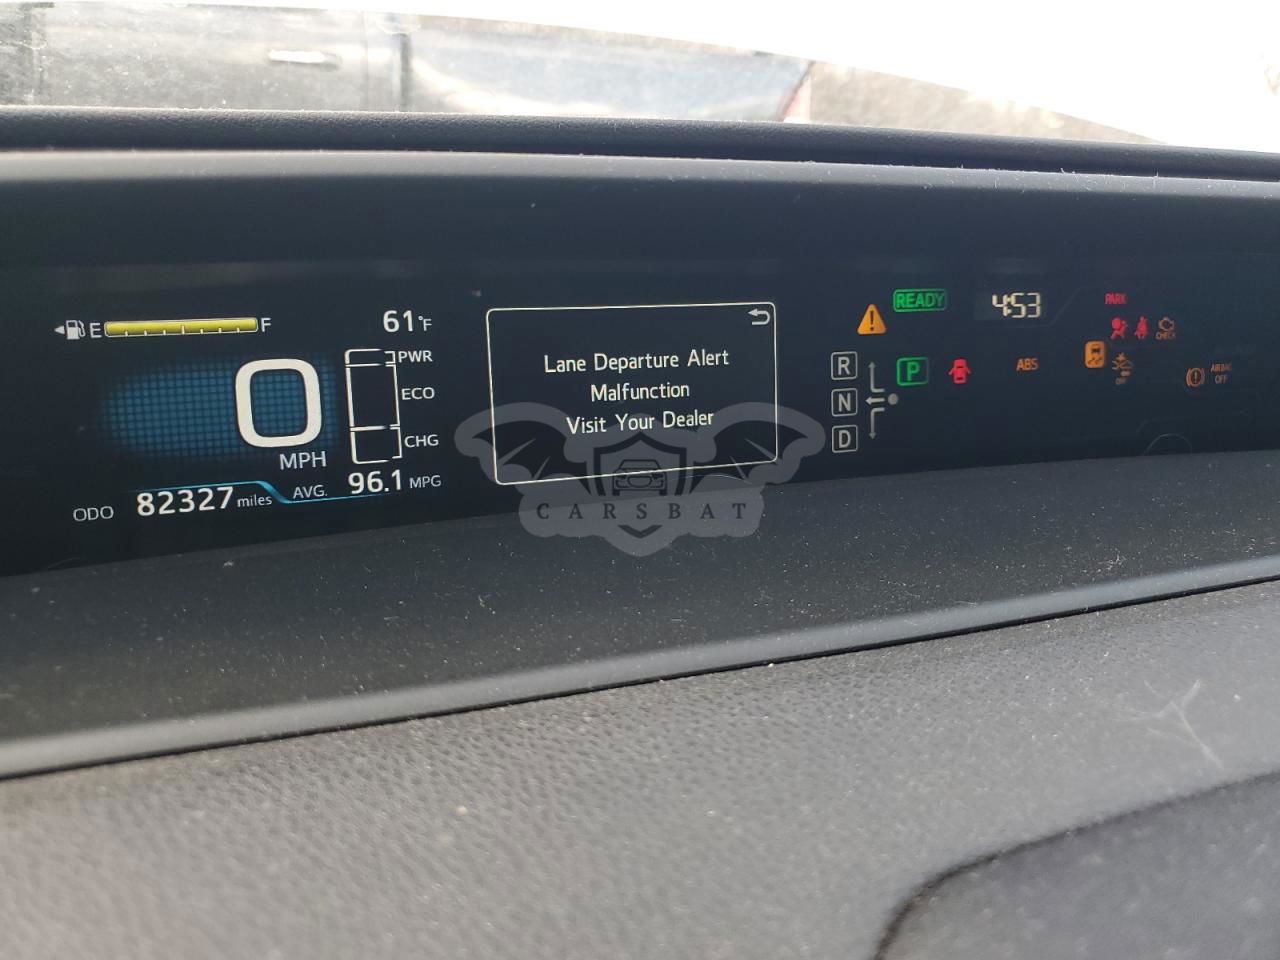 E F
61°F
PWR
ECO
CHG
0
MPH
ODO 82327 miles
AVG. 96.1 MPG
Lane Departure Alert
Malfunction
Visit Your Dealer
CARSBAT
READY
4:53
PARK
R
N
D
P
ABS
CHECK
OFF
AIRBAG
OFF